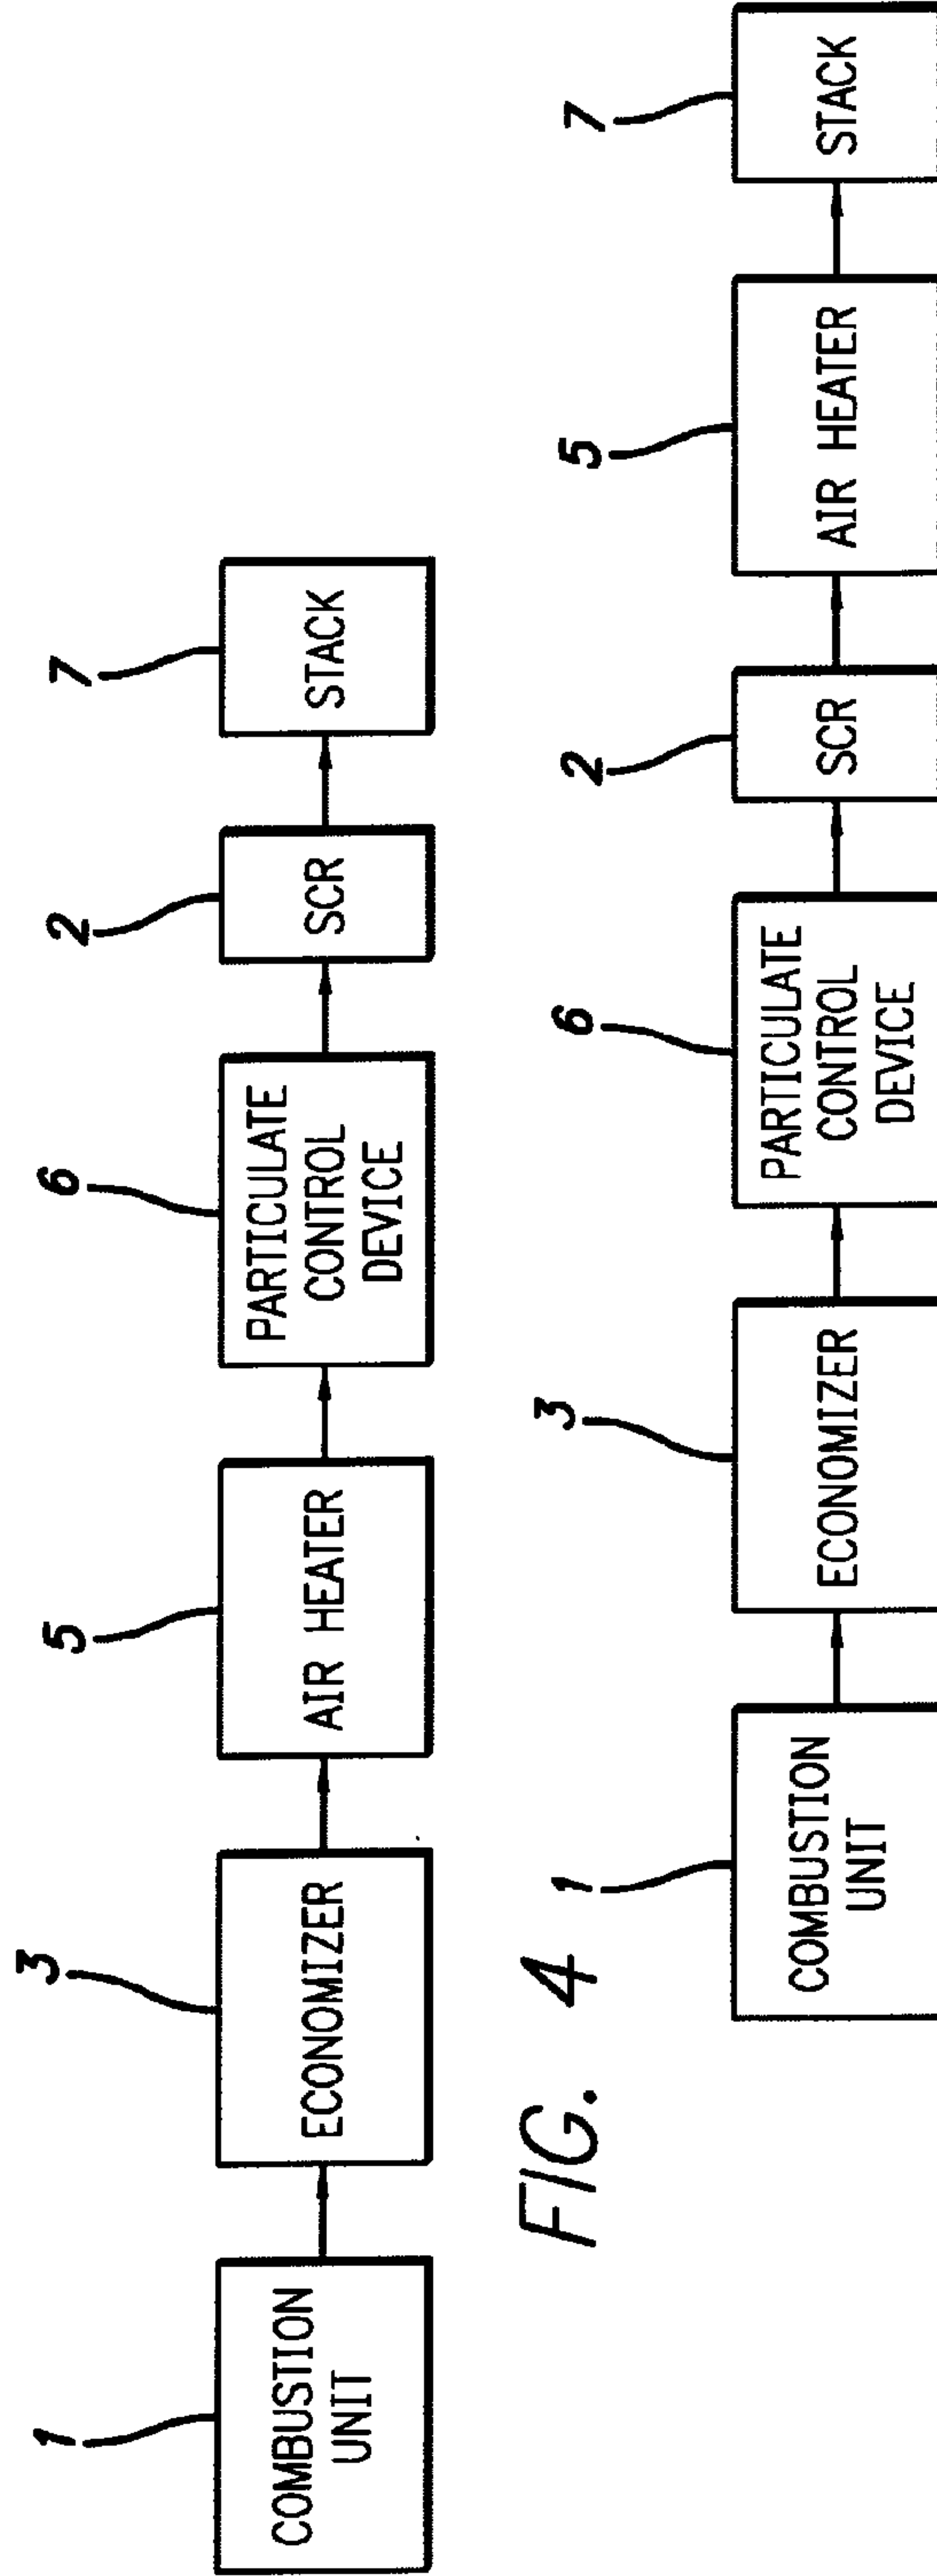 1
3
5
6
2
7
COMBUSTION
UNIT
ECONOMIZER
AIR HEATER
PARTICULATE
CONTROL
DEVICE
SCR
STACK
FIG. 4
1
3
6
2
5
7
COMBUSTION
UNIT
ECONOMIZER
PARTICULATE
CONTROL
DEVICE
SCR
AIR HEATER
STACK